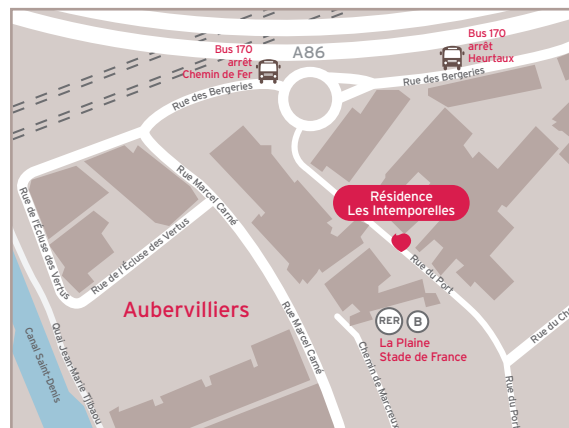 Bus 170
arrêt
Chemin de Fer
A86
Bus 170
arrêt
Heurtaux
Rue des Bergeries
Rue des Bergeries
Résidence
Les Intemporelles
Rue Marcel Carné
Rue de l'Écluse des Vertus
Rue de l'Écluse des Vertus
Rue du Port
Aubervilliers
Rue Marcel Carné
RER B
La Plaine
Stade de France
Canal Saint-Denis
Quai Jean-Marie Tjibaou
Chemin de Marcreux
Rue du Port
Rue du